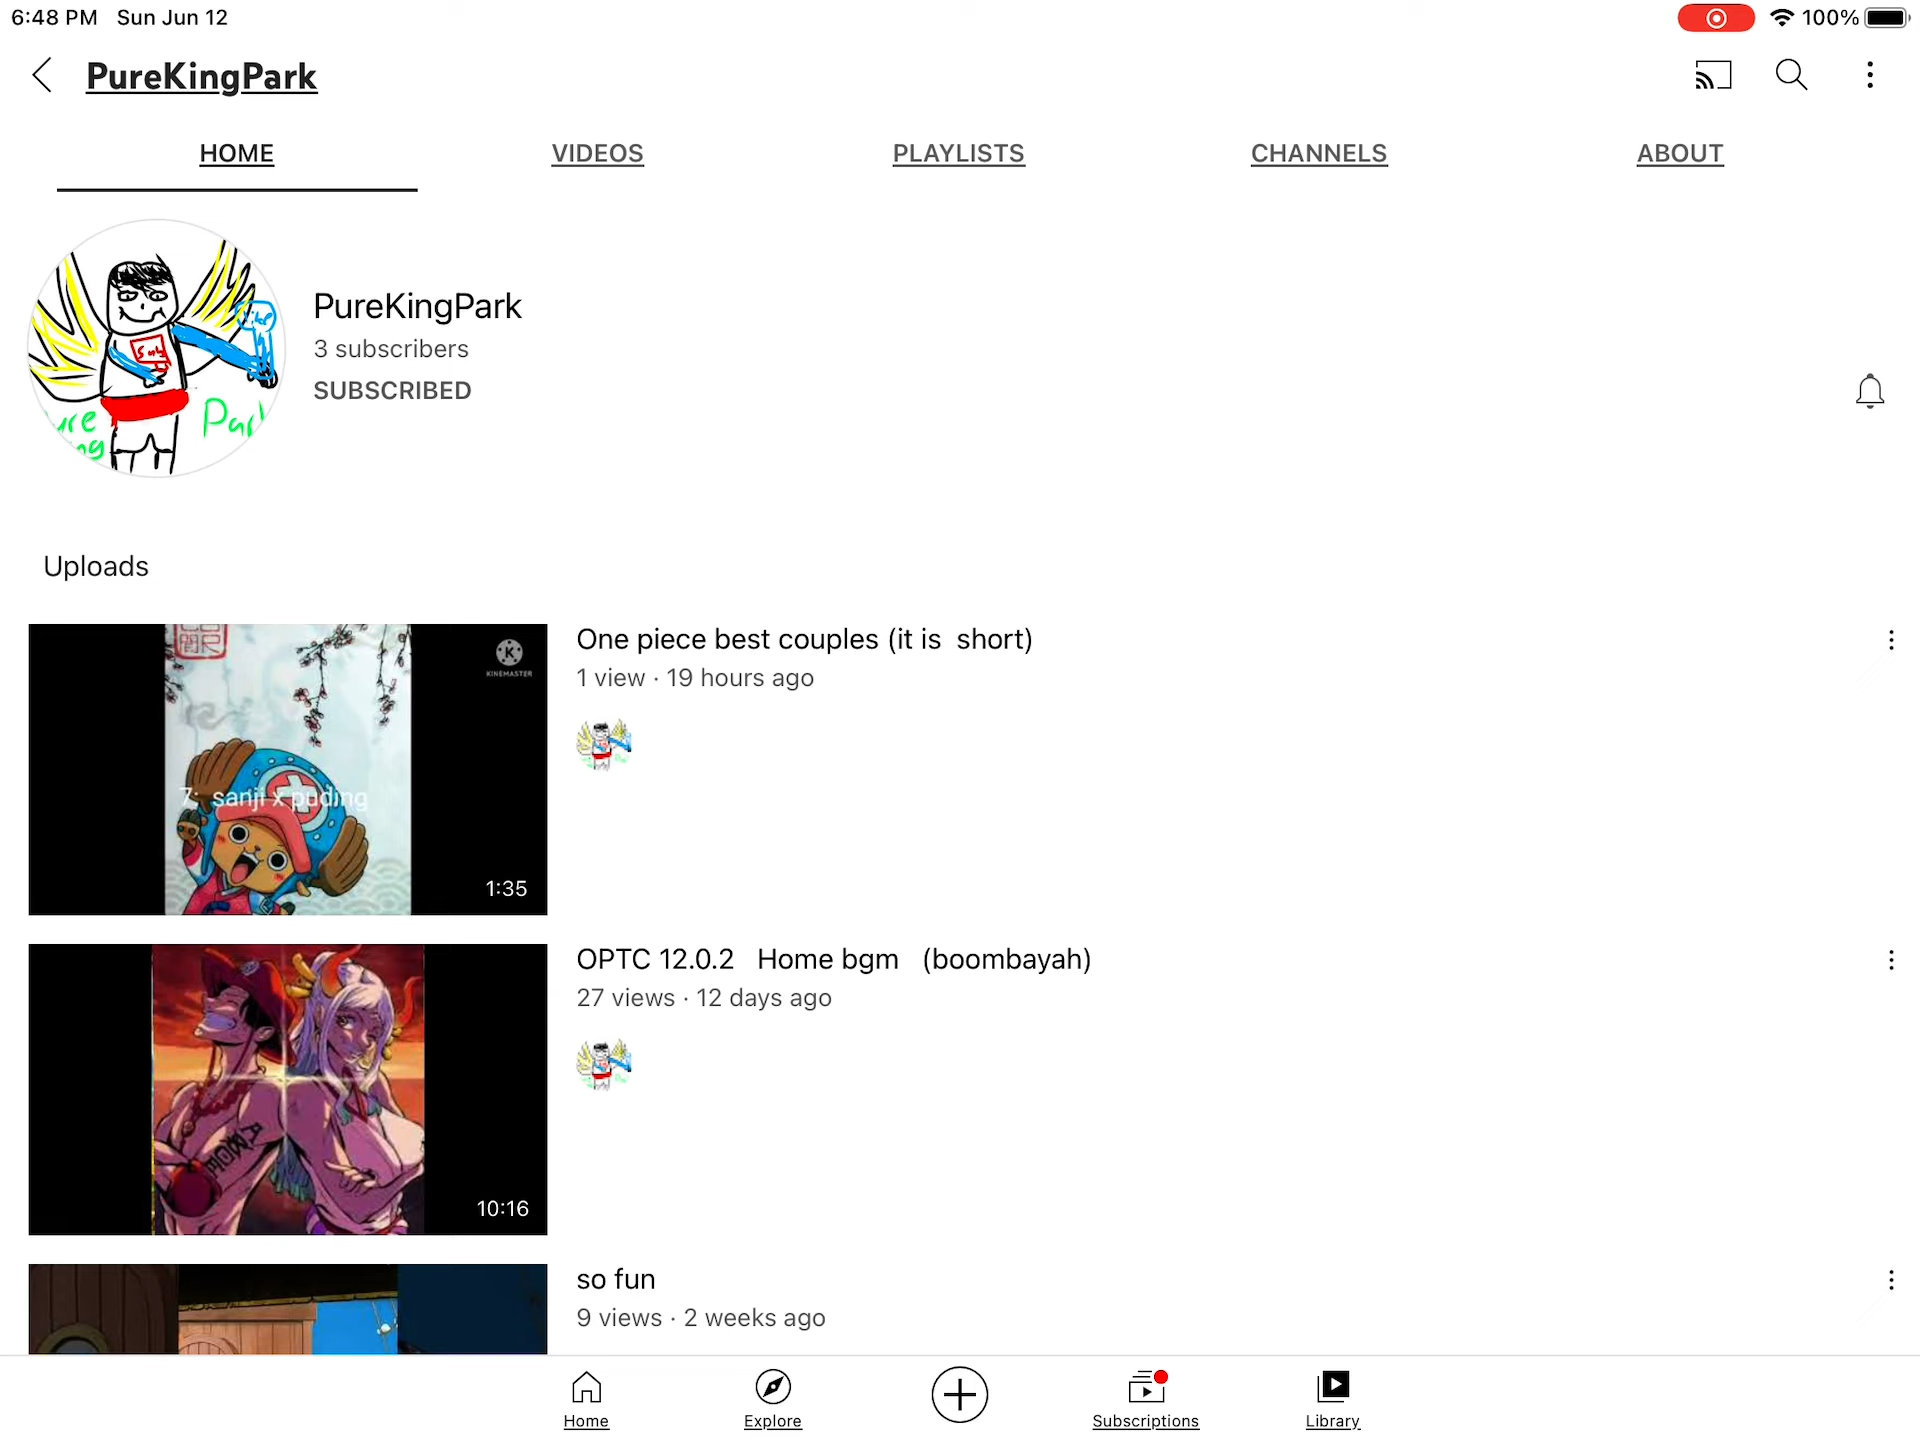 6:48 PM Sun Jun 12
100%
PureKingPark
HOME VIDEOS PLAYLISTS CHANNELS ABOUT
PureKingPark
3 subscribers
SUBSCRIBED
Sub
Uploads
One piece best couples (it is short)
1 view · 19 hours ago
KINEMASTER
7: sanji x puding
1:35
OPTC 12.0.2 Home bgm (boombayah)
27 views · 12 days ago
10:16
so fun
9 views · 2 weeks ago
Home Explore Subscriptions Library